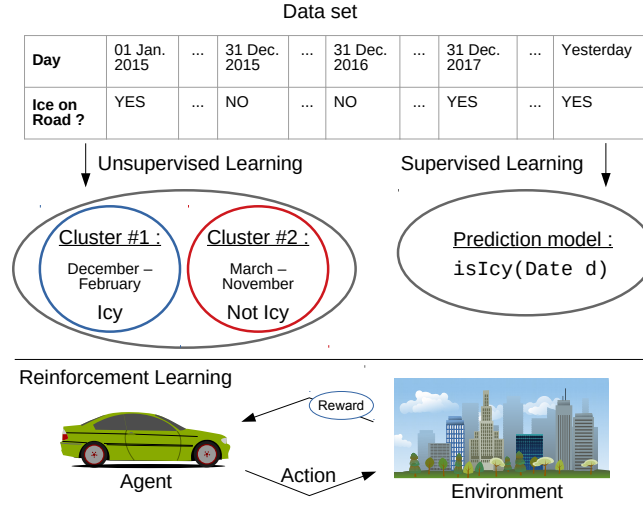 Data set
Day 01 Jan. 2015 ... 31 Dec. 2015 ... 31 Dec. 2016 ... 31 Dec. 2017 ... Yesterday
Ice on Road ? YES ... NO ... NO ... YES ... YES
Unsupervised Learning
Supervised Learning
Cluster #1 :
December –
February
Icy
Cluster #2 :
March –
November
Not Icy
Prediction model :
isIcy(Date d)
Reinforcement Learning
Reward
Agent
Action
Environment